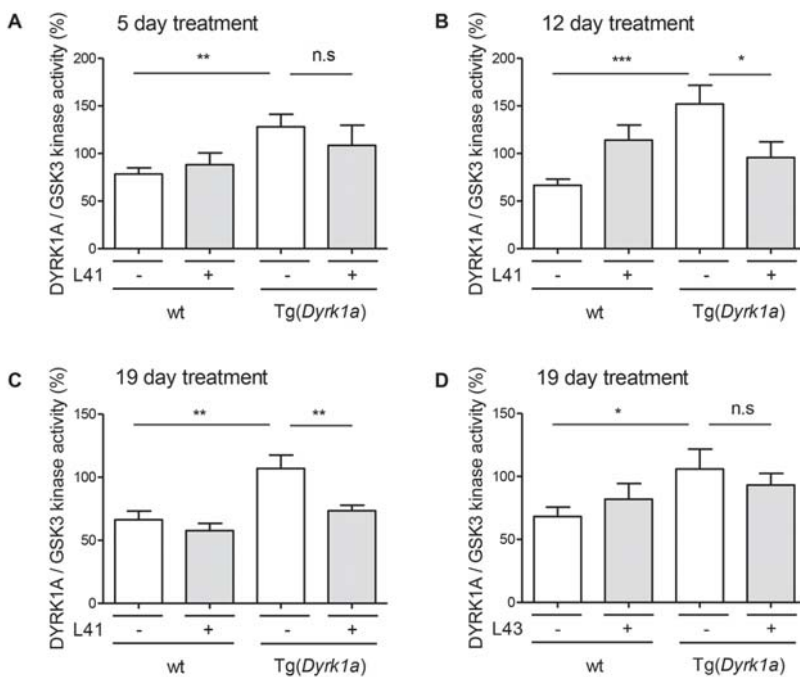 A 5 day treatment
DYRK1A / GSK3 kinase activity (%)
200
150
100
50
0
** n.s
L41 - + - +
wt Tg(Dyrk1a)
B 12 day treatment
DYRK1A / GSK3 kinase activity (%)
200
150
100
50
0
*** *
L41 - + - +
wt Tg(Dyrk1a)
C 19 day treatment
DYRK1A / GSK3 kinase activity (%)
150
100
50
0
** **
L41 - + - +
wt Tg(Dyrk1a)
D 19 day treatment
DYRK1A / GSK3 kinase activity (%)
150
100
50
0
* n.s
L43 - + - +
wt Tg(Dyrk1a)